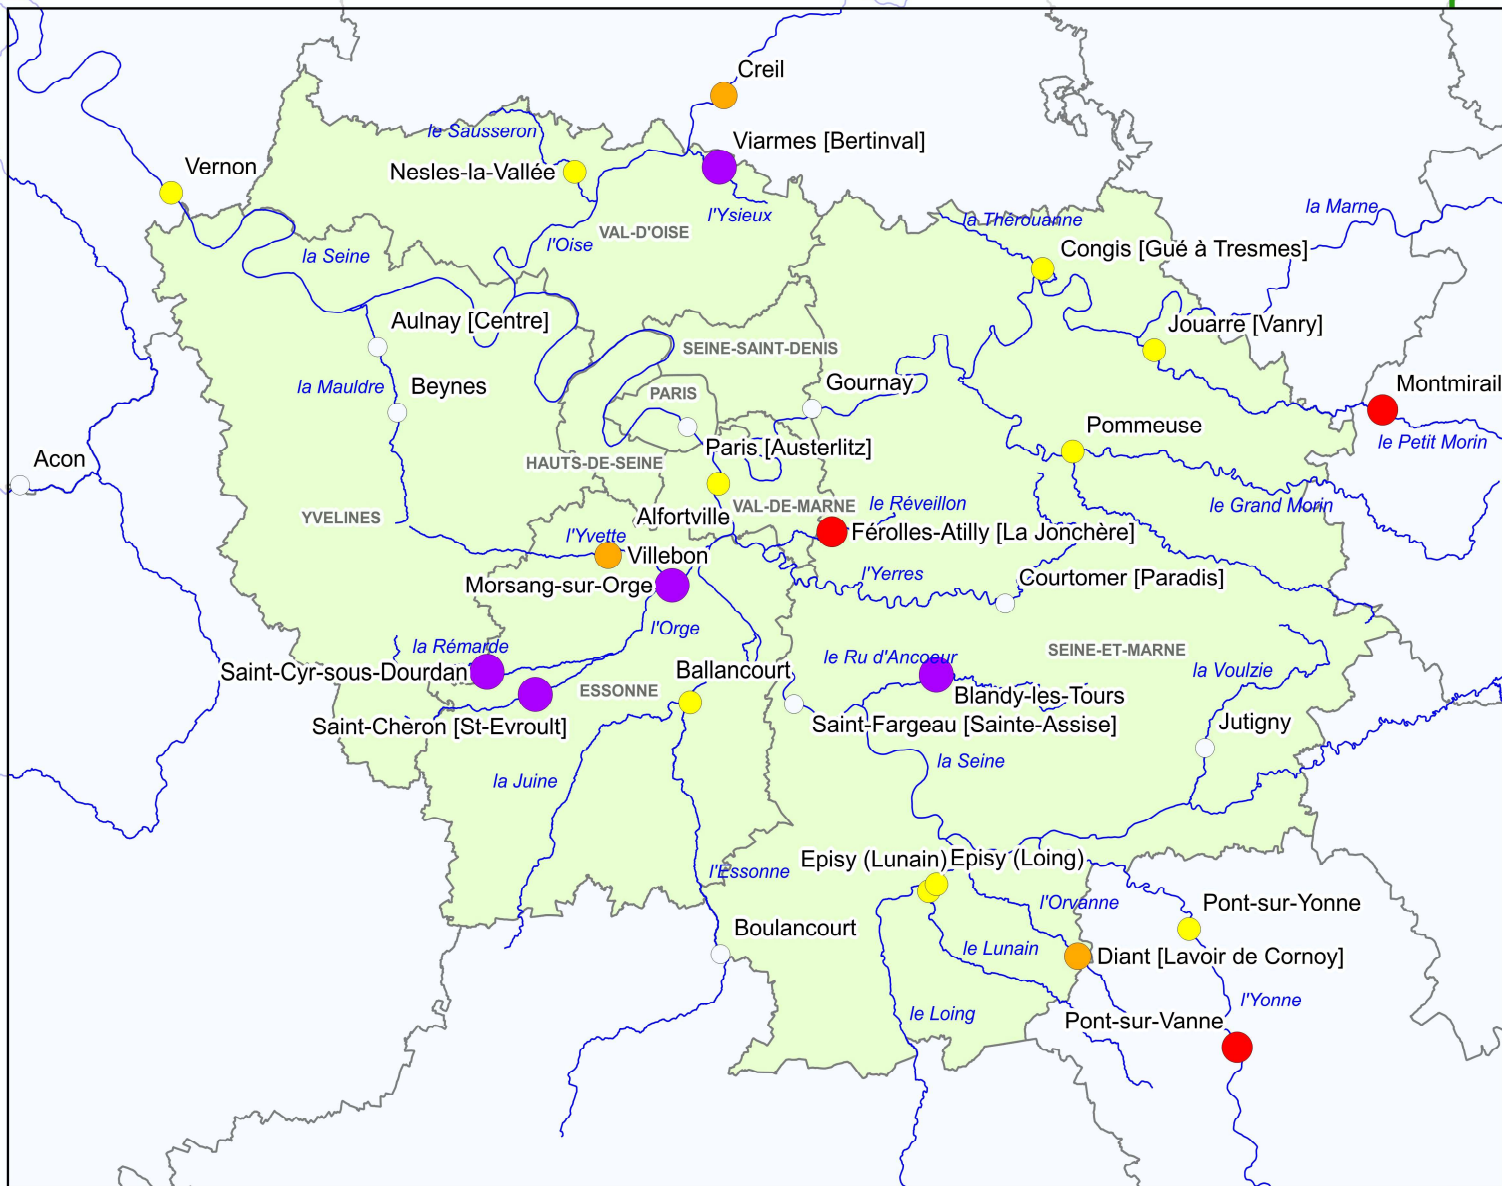 Creil
Viarmes [Bertinval]
le Sausseron
Vernon
Nesles-la-Vallée
l'Ysieux
la Thérouanne
la Marne
VAL-D'OISE
l'Oise
la Seine
Congis [Gué à Tresmes]
Aulnay [Centre]
Jouarre [Vanry]
SEINE-SAINT-DENIS
la Mauldre
Beynes
PARIS
Gournay
Montmirail
Pommeuse
le Petit Morin
Paris [Austerlitz]
Acon
HAUTS-DE-SEINE
YVELINES
Alfortville
VAL-DE-MARNE
le Réveillon
le Grand Morin
l'Yvette
Villebon
Férolles-Atilly [La Jonchère]
Morsang-sur-Orge
l'Yerres
Courtomer [Paradis]
l'Orge
la Rémarde
Saint-Cyr-sous-Dourdan
Ballancourt
le Ru d'Ancoeur
SEINE-ET-MARNE
la Voulzie
ESSONNE
Blandy-les-Tours
Saint-Chéron [St-Evroult]
Saint-Fargeau [Sainte-Assise]
Jutigny
la Juine
la Seine
l'Essonne
Episy (Lunain)
Episy (Loing)
l'Orvanne
Pont-sur-Yonne
Boulancourt
le Lunain
Diant [Lavoir de Cornoy]
le Loing
l'Yonne
Pont-sur-Vanne